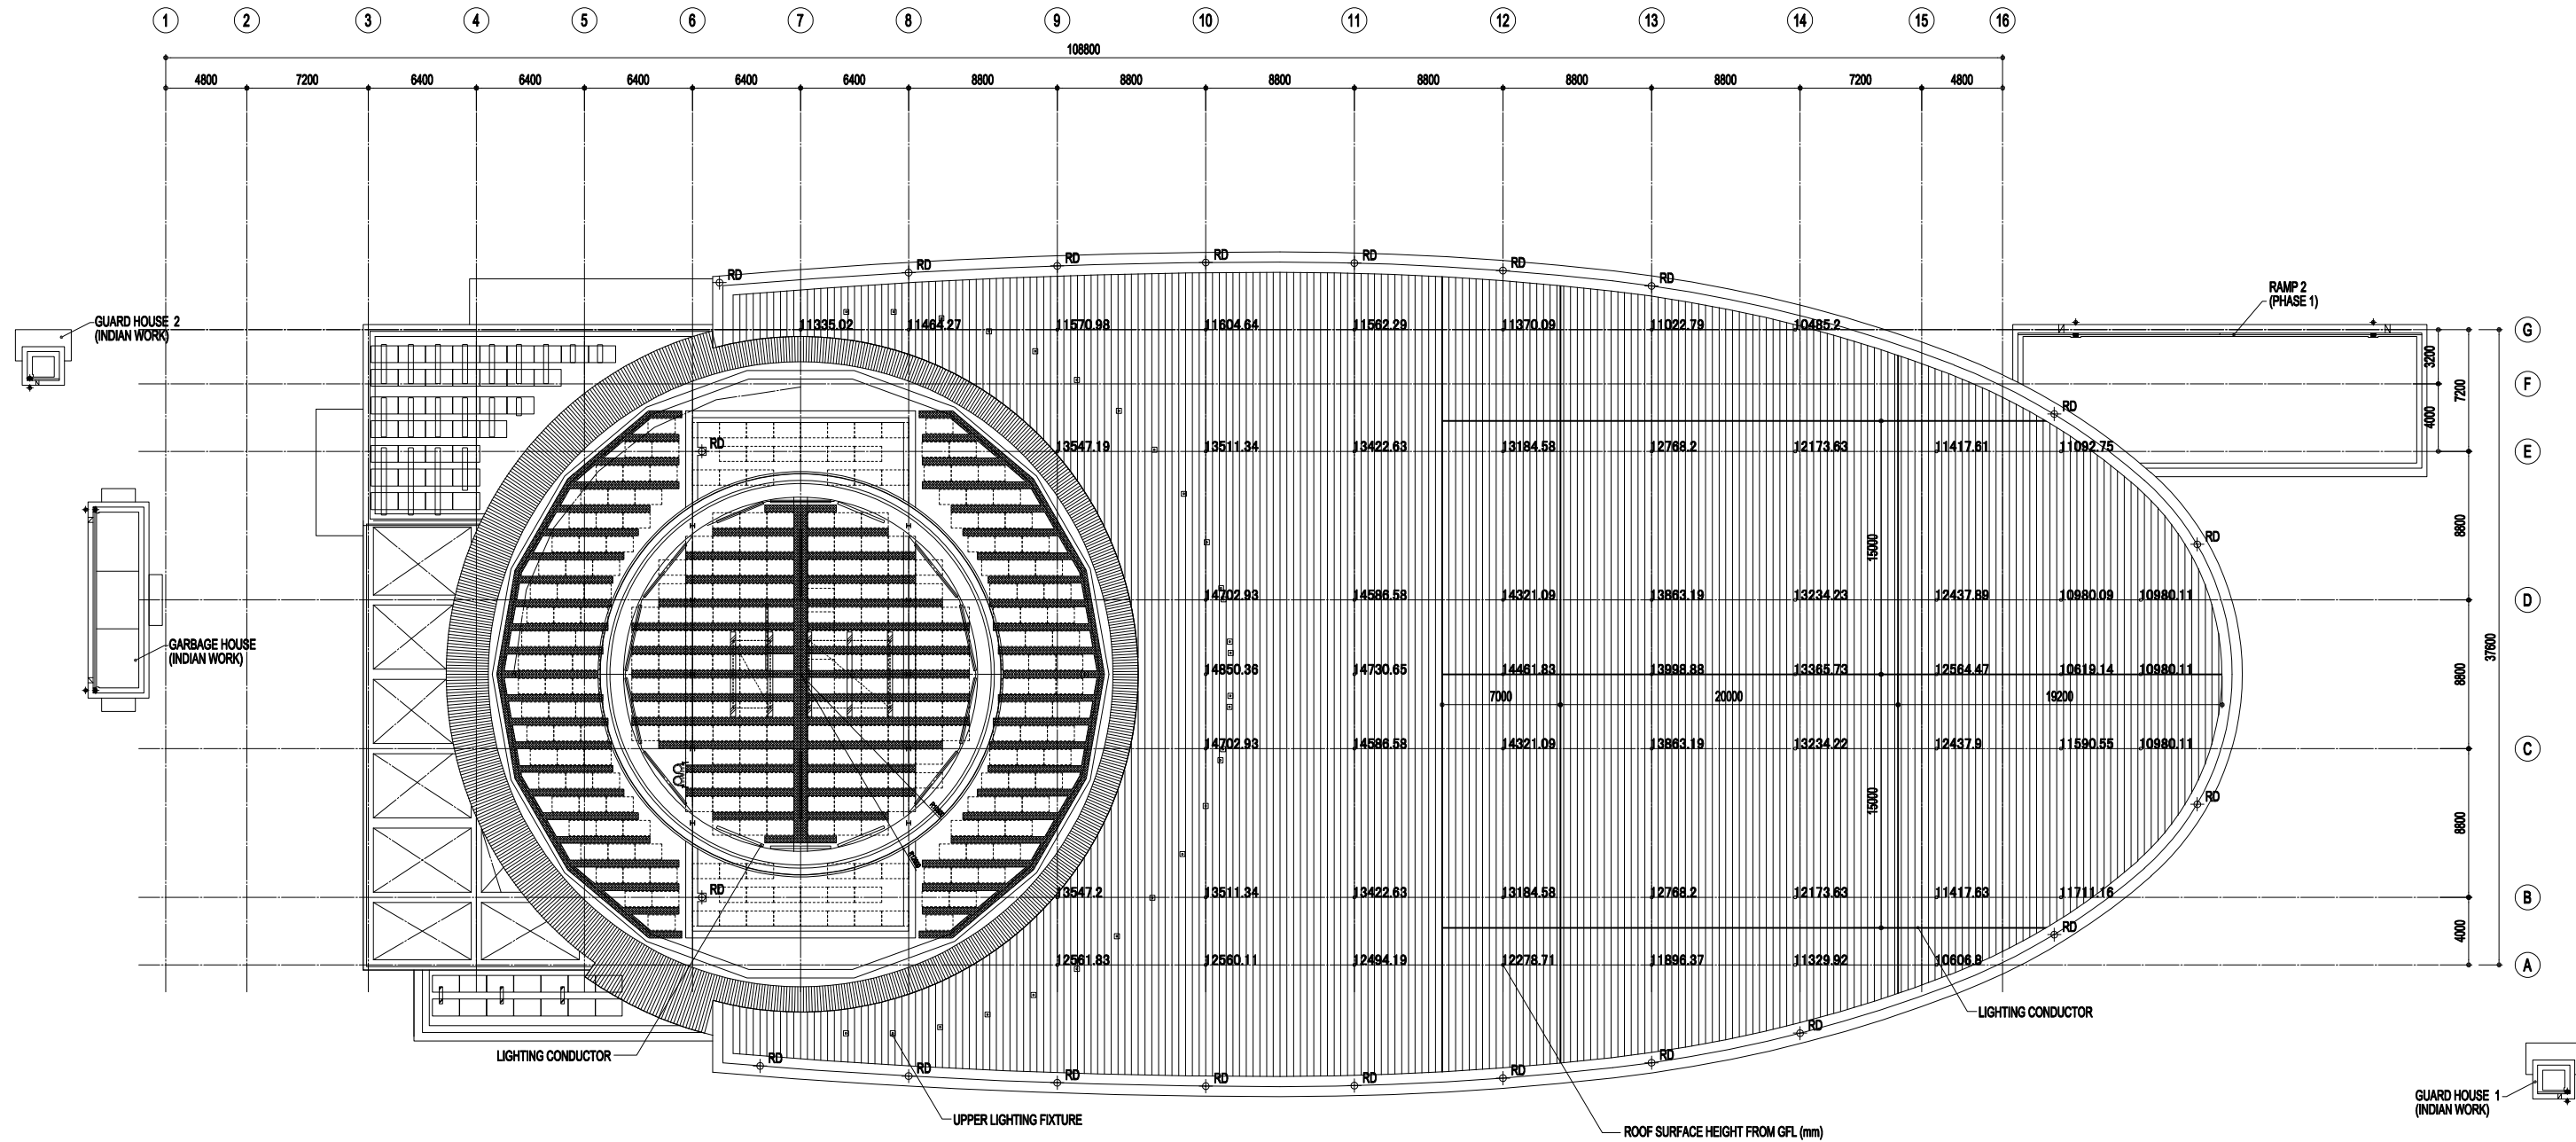 1 2 3 4 5 6 7 8 9 10 11 12 13 14 15 16
108800
4800 7200 6400 6400 6400 6400 6400 8800 8800 8800 8800 8800 8800 7200 4800
RD RD RD RD RD RD RD
RAMP 2
(PHASE 1)
GUARD HOUSE 2
(INDIAN WORK)
11335.02 11464.27 11570.98 11604.64 11562.29 11370.09 11022.79 10485.2
G
3200
F
7200
4000
RD
RD
13547.19 13511.34 13422.63 13184.58 12768.2 12173.63 11417.61 11092.75
E
8800
15000
RD
14702.93 14586.58 14321.09 13863.19 13234.23 12437.89 10980.09 10980.11
D
GARBAGE HOUSE
(INDIAN WORK)
37600
8800
14850.36 14730.65 14461.83 13998.88 13365.73 12564.47 10619.14 10980.11
7000 20000 19200
14702.93 14586.58 14321.09 13863.19 13234.22 12437.9 11590.55 10980.11
C
15000
8800
RD
RD
13547.2 13511.34 13422.63 13184.58 12768.2 12173.63 11417.63 11711.16
B
4000
RD
12561.83 12560.11 12494.19 12278.71 11896.37 11329.92 10606.8
A
LIGHTING CONDUCTOR
RD
LIGHTING CONDUCTOR
RD RD RD RD RD RD RD
GUARD HOUSE 1
(INDIAN WORK)
UPPER LIGHTING FIXTURE
ROOF SURFACE HEIGHT FROM GFL (mm)